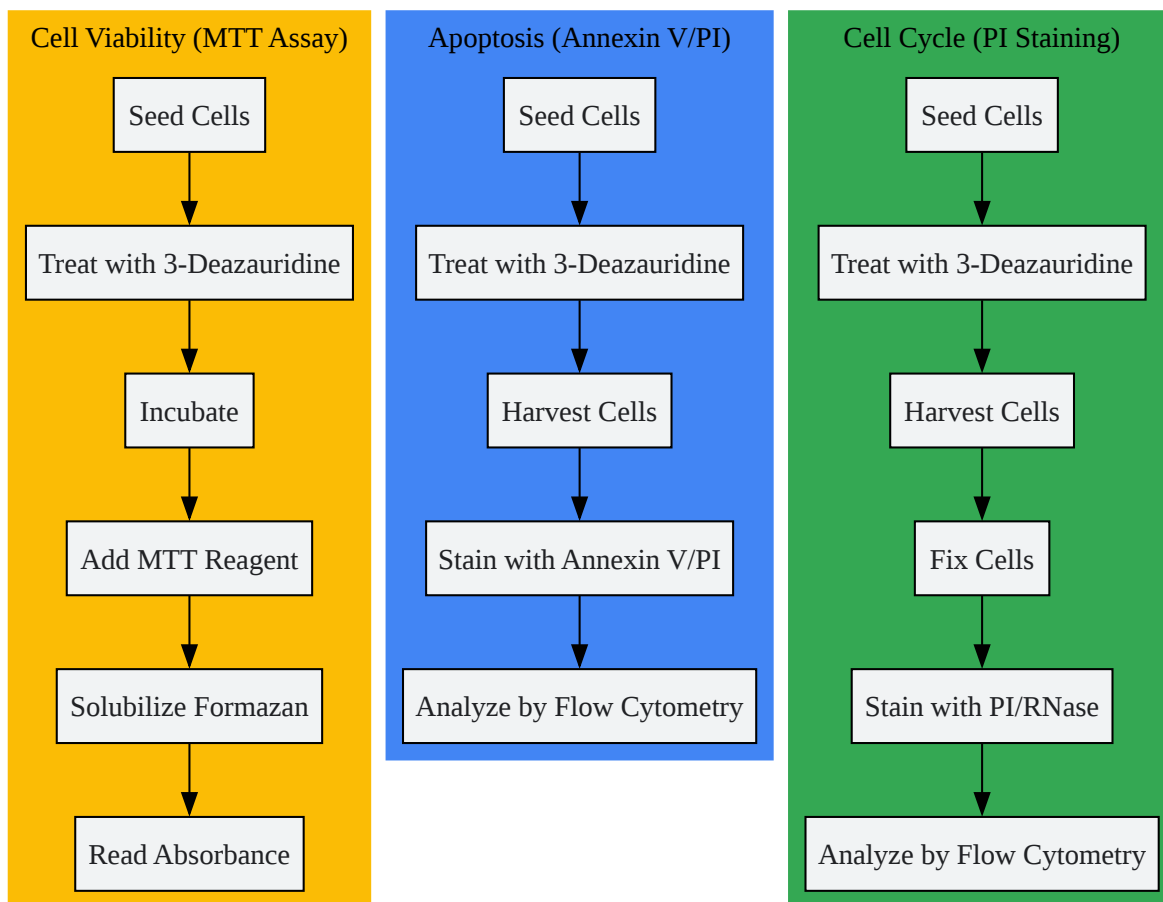 Cell Viability (MTT Assay)
Seed Cells
Treat with 3-Deazauridine
Incubate
Add MTT Reagent
Solubilize Formazan
Read Absorbance
Apoptosis (Annexin V/PI)
Seed Cells
Treat with 3-Deazauridine
Harvest Cells
Stain with Annexin V/PI
Analyze by Flow Cytometry
Cell Cycle (PI Staining)
Seed Cells
Treat with 3-Deazauridine
Harvest Cells
Fix Cells
Stain with PI/RNase
Analyze by Flow Cytometry